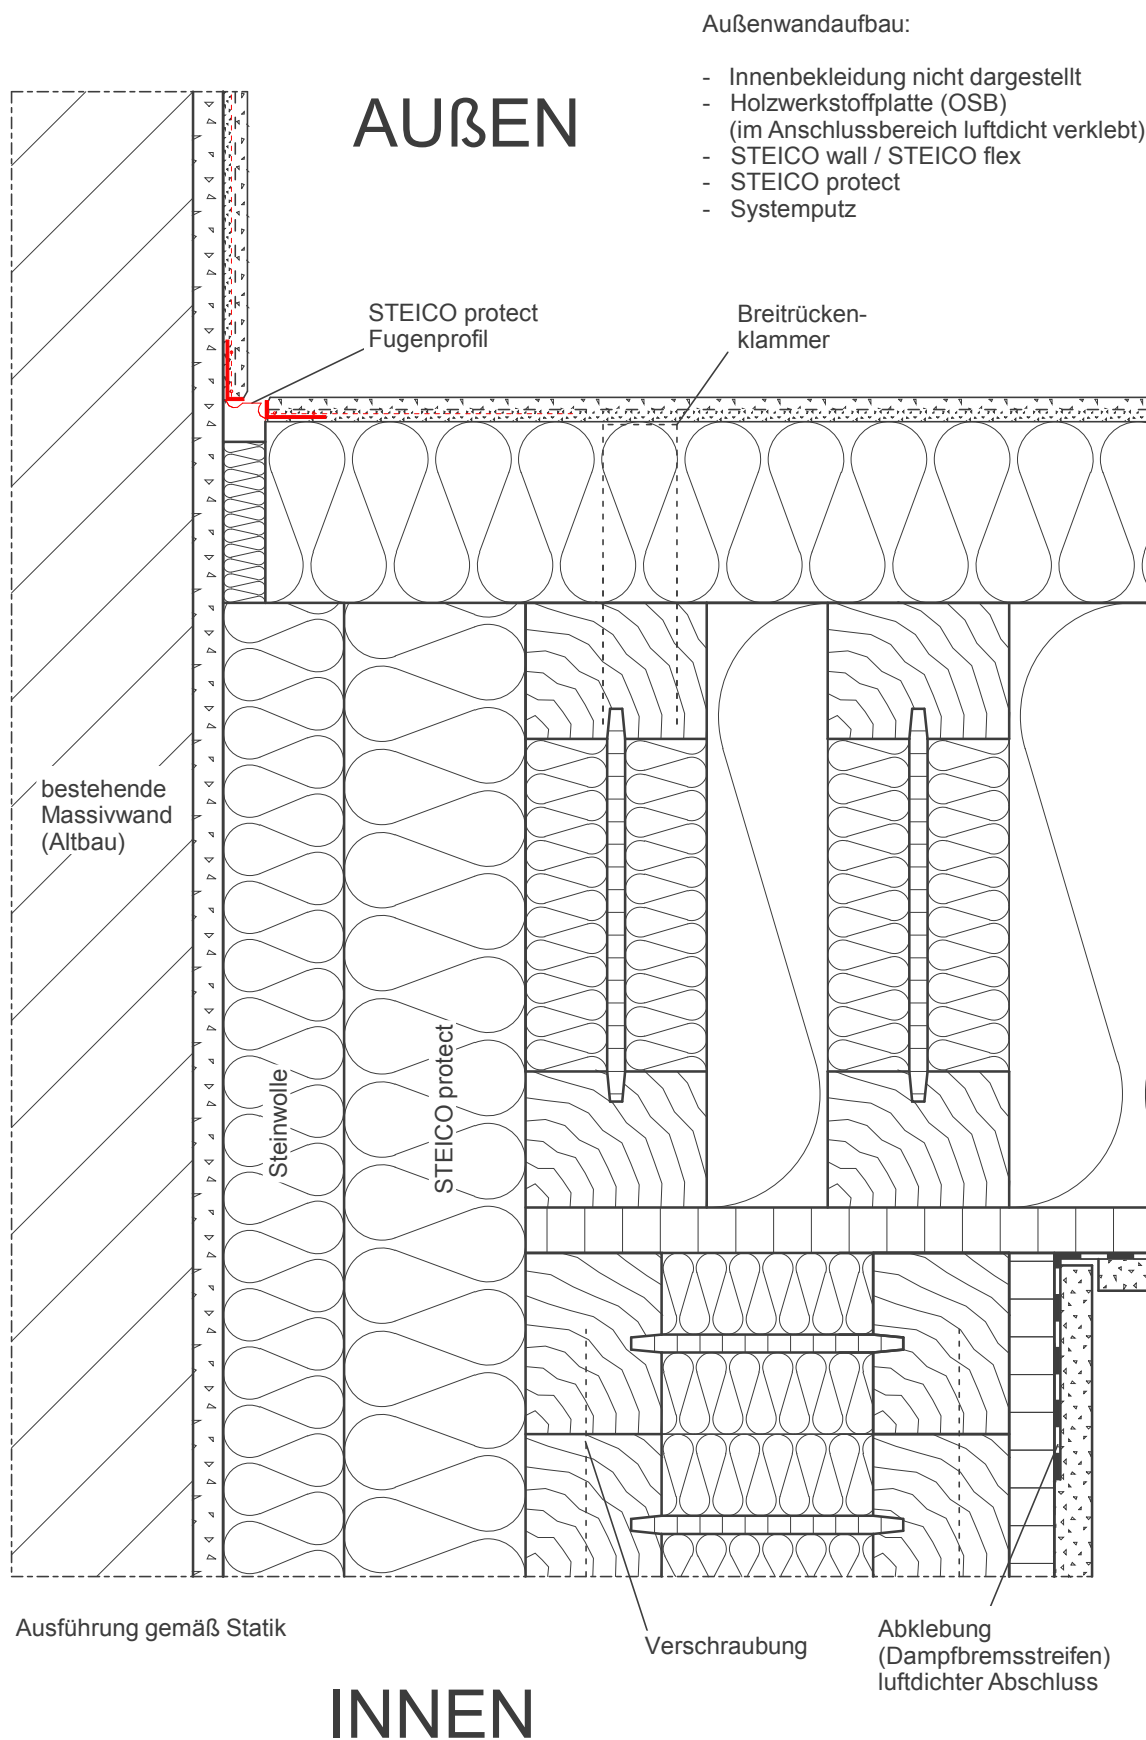 Außenwandaufbau:
- Innenbekleidung nicht dargestellt
- Holzwerkstoffplatte (OSB)
(im Anschlussbereich luftdicht verklebt)
- STEICO wall / STEICO flex
- STEICO protect
- Systemputz
AUßEN
STEICO protect
Fugenprofil
Breitrücken-
klammer
bestehende
Massivwand
(Altbau)
Steinwolle
STEICO protect
Ausführung gemäß Statik
Verschraubung
Abklebung
(Dampfbremsstreifen)
luftdichter Abschluss
INNEN